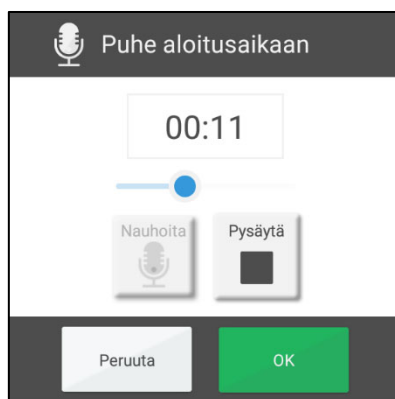 Puhe aloitusaikaan
00:11
Nauhoita
Pysäytä
Peruuta
OK